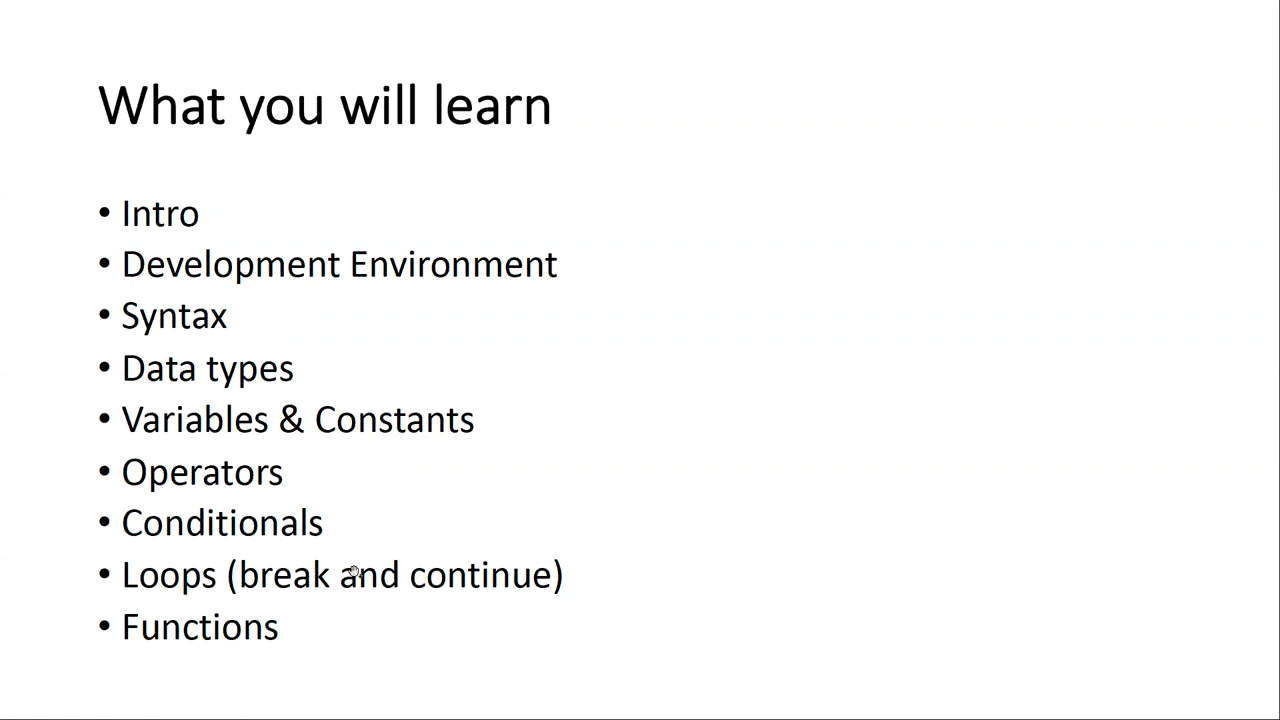 What you will learn
• Intro
• Development Environment
• Syntax
• Data types
• Variables & Constants
• Operators
• Conditionals
• Loops (break and continue)
• Functions